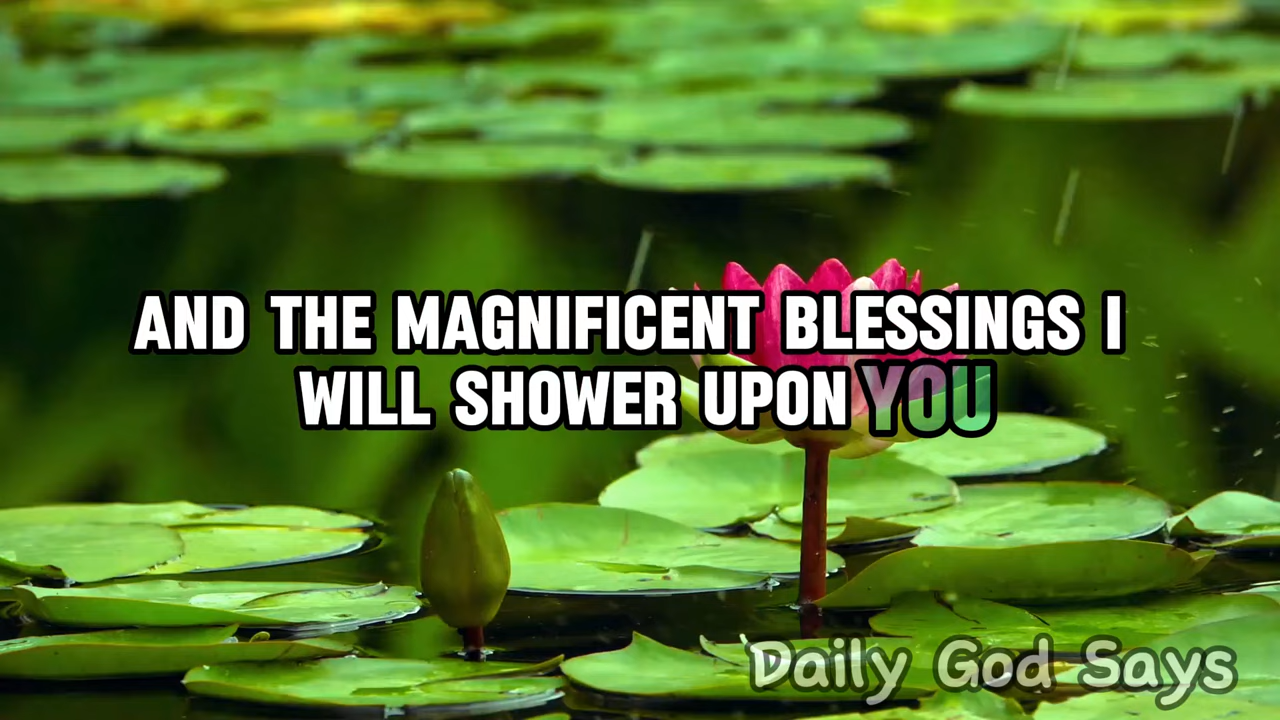 AND THE MAGNIFICENT BLESSINGS I
WILL SHOWER UPON YOU
Daily God Says